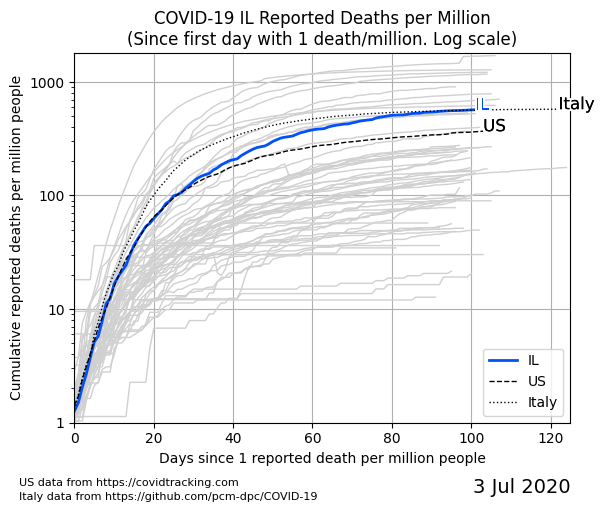 COVID-19 IL Reported Deaths per Million
(Since first day with 1 death/million. Log scale)
Cumulative reported deaths per million people
1000
100
10
1
IL
Italy
US
IL
US
Italy
0 20 40 60 80 100 120
Days since 1 reported death per million people
US data from https://covidtracking.com
Italy data from https://github.com/pcm-dpc/COVID-19
3 Jul 2020